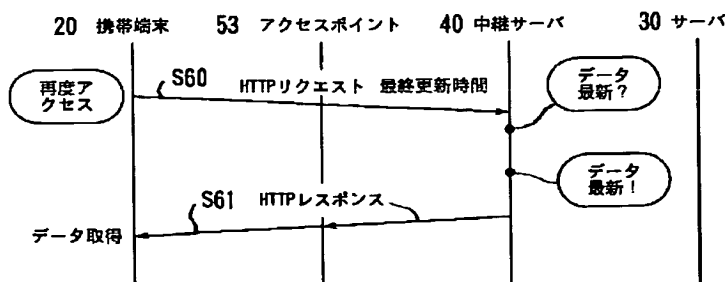 20 携帯端末 53 アクセスポイント 40 中継サーバ 30 サーバ
再度ア
クセス
S60 HTTPリクエスト 最終更新時間
データ
最新?
データ
最新!
S61 HTTPレスポンス
データ取得